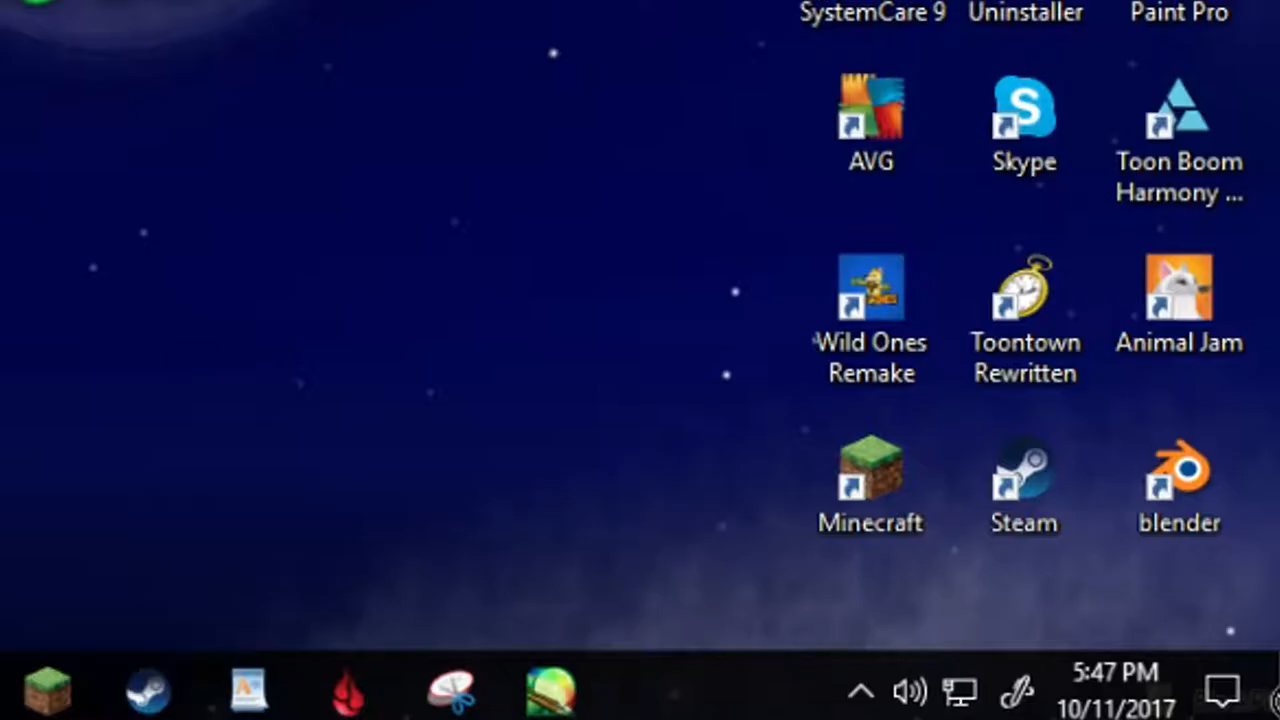 SystemCare 9 Uninstaller Paint Pro
AVG Skype Toon Boom
Harmony ...
Wild Ones Toontown Animal Jam
Remake Rewritten
Minecraft Steam blender
5:47 PM
10/11/2017